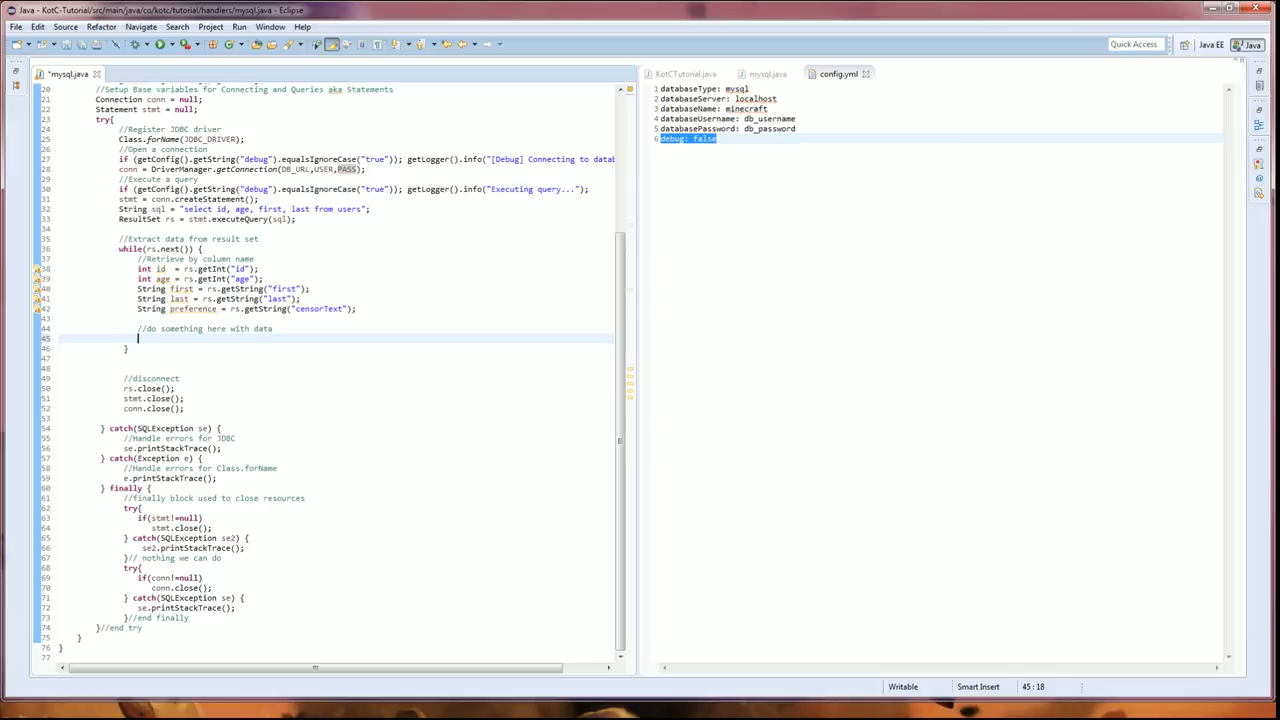 Java - KotC-Tutorial/src/main/java/co/kotc/tutorial/handlers/mysql.java - Eclipse
File Edit Source Refactor Navigate Search Project Run Window Help
Quick Access Java EE Java
*mysql.java
20 //Setup Base variables for Connecting and Queries aka Statements
21 Connection conn = null;
22 Statement stmt = null;
23 try{
24 //Register JDBC driver
25 Class.forName(JDBC_DRIVER);
26 //Open a connection
27 if (getConfig().getString("debug").equalsIgnoreCase("true")); getLogger().info("[Debug] Connecting to datab
28 conn = DriverManager.getConnection(DB_URL,USER,PASS);
29 //Execute a query
30 if (getConfig().getString("debug").equalsIgnoreCase("true")); getLogger().info("Executing query...");
31 stmt = conn.createStatement();
32 String sql = "select id, age, first, last from users";
33 ResultSet rs = stmt.executeQuery(sql);
34
35 //Extract data from result set
36 while(rs.next()) {
37 //Retrieve by column name
38 int id  = rs.getInt("id");
39 int age = rs.getInt("age");
40 String first = rs.getString("first");
41 String last = rs.getString("last");
42 String preference = rs.getString("censorText");
43
44 //do something here with data
45
46 }
47
48
49 //disconnect
50 rs.close();
51 stmt.close();
52 conn.close();
53
54 } catch(SQLException se) {
55 //Handle errors for JDBC
56 se.printStackTrace();
57 } catch(Exception e) {
58 //Handle errors for Class.forName
59 e.printStackTrace();
60 } finally {
61 //finally block used to close resources
62 try{
63 if(stmt!=null)
64 stmt.close();
65 } catch(SQLException se2) {
66 se2.printStackTrace();
67 }// nothing we can do
68 try{
69 if(conn!=null)
70 conn.close();
71 } catch(SQLException se) {
72 se.printStackTrace();
73 }//end finally
74 }//end try
75 }
76 }
77
KotCTutorial.java mysql.java config.yml
1 databaseType: mysql
2 databaseServer: localhost
3 databaseName: minecraft
4 databaseUsername: db_username
5 databasePassword: db_password
6 debug: false
Writable Smart Insert 45 : 18